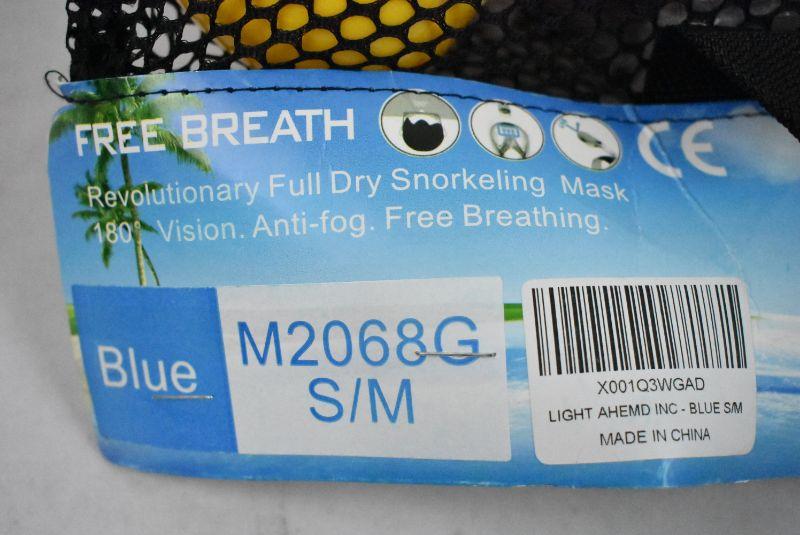 FREE BREATH
CE
Revolutionary Full Dry Snorkeling Mask
180° Vision. Anti-fog. Free Breathing.
Blue
M2068G
S/M
X001Q3WGAD
LIGHT AHEMD INC - BLUE S/M
MADE IN CHINA